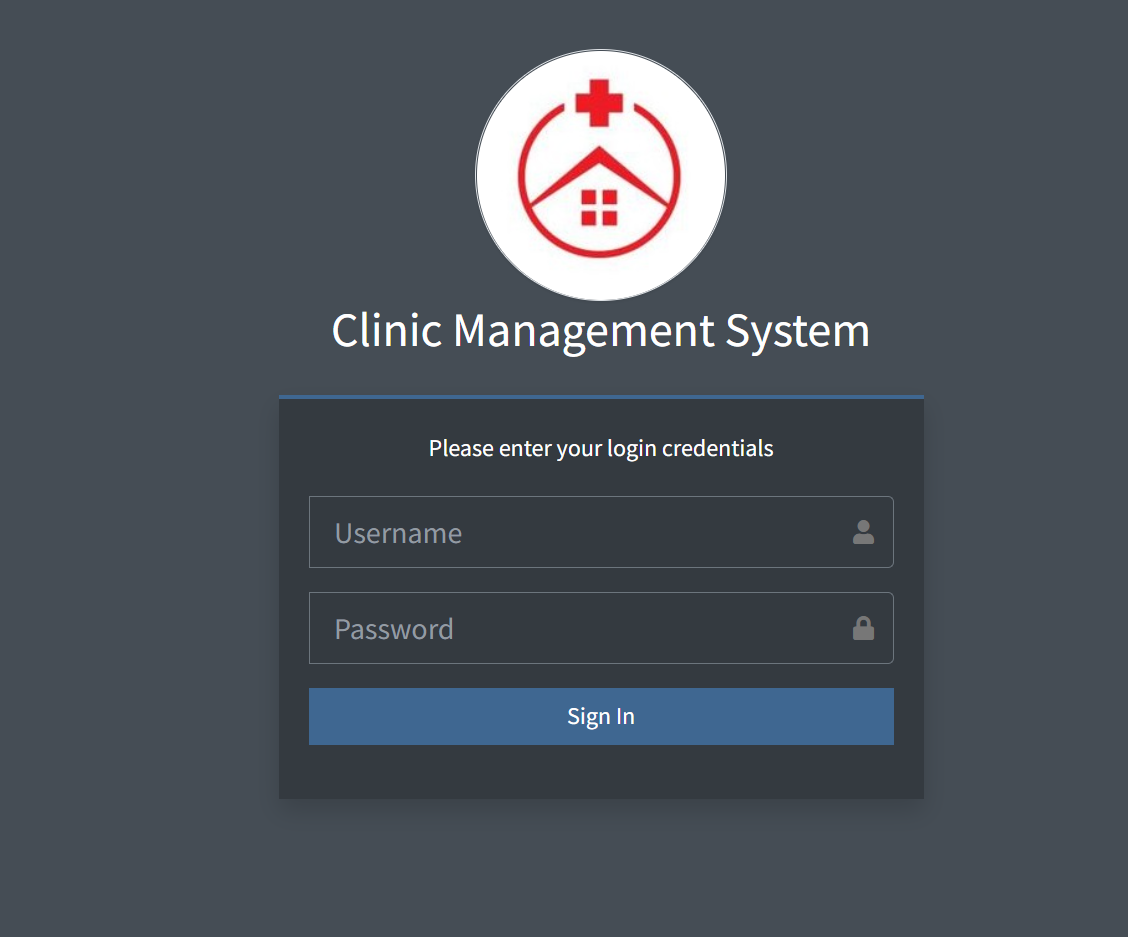 Clinic Management System
Please enter your login credentials
Username
Password
Sign In